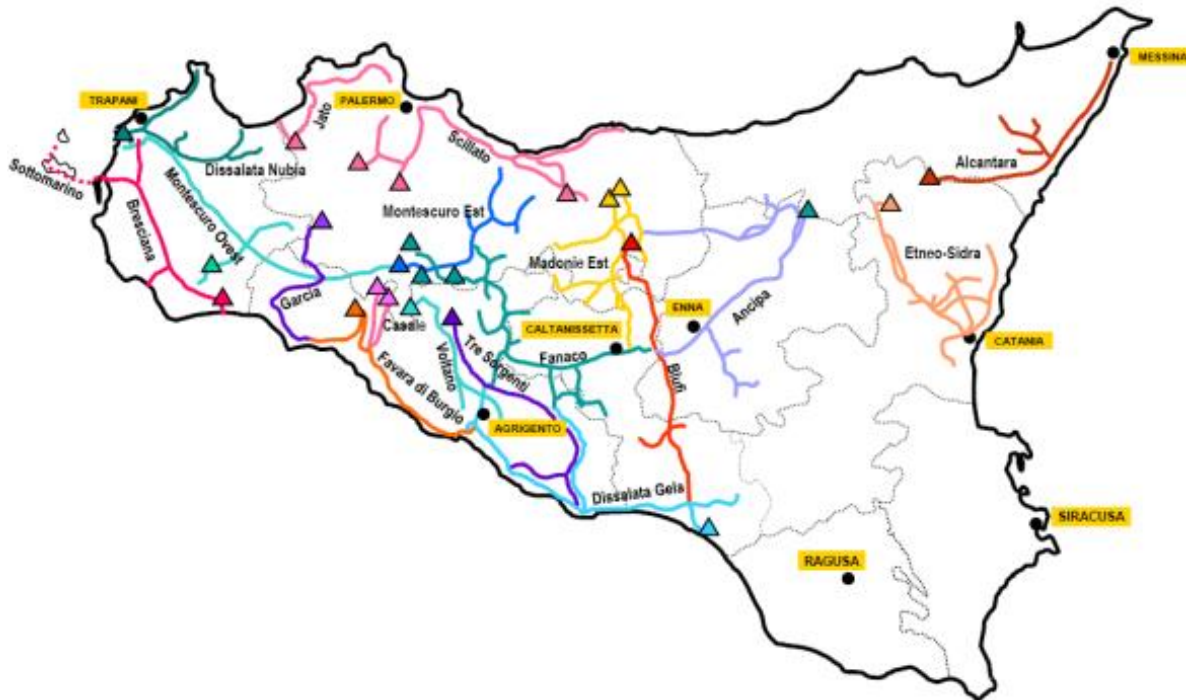 MESSINA
TRAPANI
PALERMO
Jato
Scillato
Dissalata Nubia
Sottomarino
Alcantara
Montescuro Ovest
Montescuro Est
Bresciana
Etneo-Sidra
Madonie Est
Garcia
Ancipa
ENNA
Casale
CALTANISSETTA
CATANIA
Voltano
Tre Sorgenti
Fanaco
Blufi
Favara di Burgio
AGRIGENTO
Dissalata Gela
SIRACUSA
RAGUSA